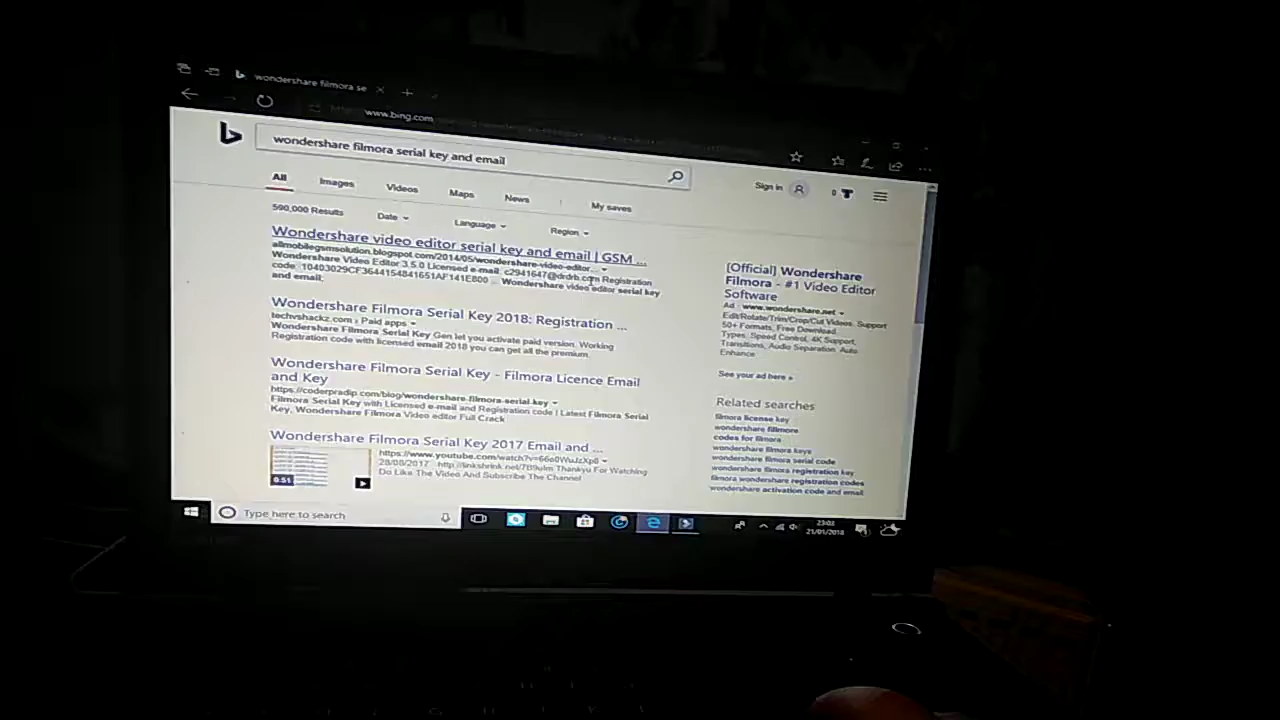 wondershare filmora se
www.bing.com
wondershare filmora serial key and email
All Images Videos Maps News My saves
Sign in 0
590,000 Results Date Language Region
Wondershare video editor serial key and email | GSM ...
allmobilegsmsolution.blogspot.com/2014/05/wondershare-video-editor...
Wondershare Video Editor 3.5.0 Licensed e-mail: c2941647@drdrb.com Registration
code: 10403029CF3644154841651AF141E800 ... Wondershare video editor serial key
and email;
Wondershare Filmora Serial Key 2018: Registration ...
techvshackz.com › Paid apps
Wondershare Filmora Serial Key Gen let you activate paid version. Working
Registration code with licensed email 2018 you can get all the premium.
Wondershare Filmora Serial Key - Filmora Licence Email
and Key
https://coderpradip.com/blog/wondershare-filmora-serial-key
Filmora Serial Key with Licensed e-mail and Registration code | Latest Filmora Serial
Key, Wondershare Filmora Video editor Full Crack
Wondershare Filmora Serial Key 2017 Email and ...
https://www.youtube.com/watch?v=66o0WuJzXp8
28/08/2017 · http://linkshrink.net/7B9ulm Thankyu For Watching
Do Like The Video And Subscribe The Channel
0:51
[Official] Wondershare
Filmora - #1 Video Editor
Software
Ad · www.wondershare.net
Edit/Rotate/Trim/Crop/Cut Videos. Support
50+ Formats, Free Download.
Types: Speed Control, 4K Support,
Transitions, Audio Separation, Auto
Enhance
See your ad here »
Related searches
filmora license key
wondershare fillmore
codes for filmora
wondershare filmora keys
wondershare filmora serial code
wondershare filmora registration key
filmora wondershare registration codes
wondershare activation code and email
Type here to search
23:03
21/01/2018